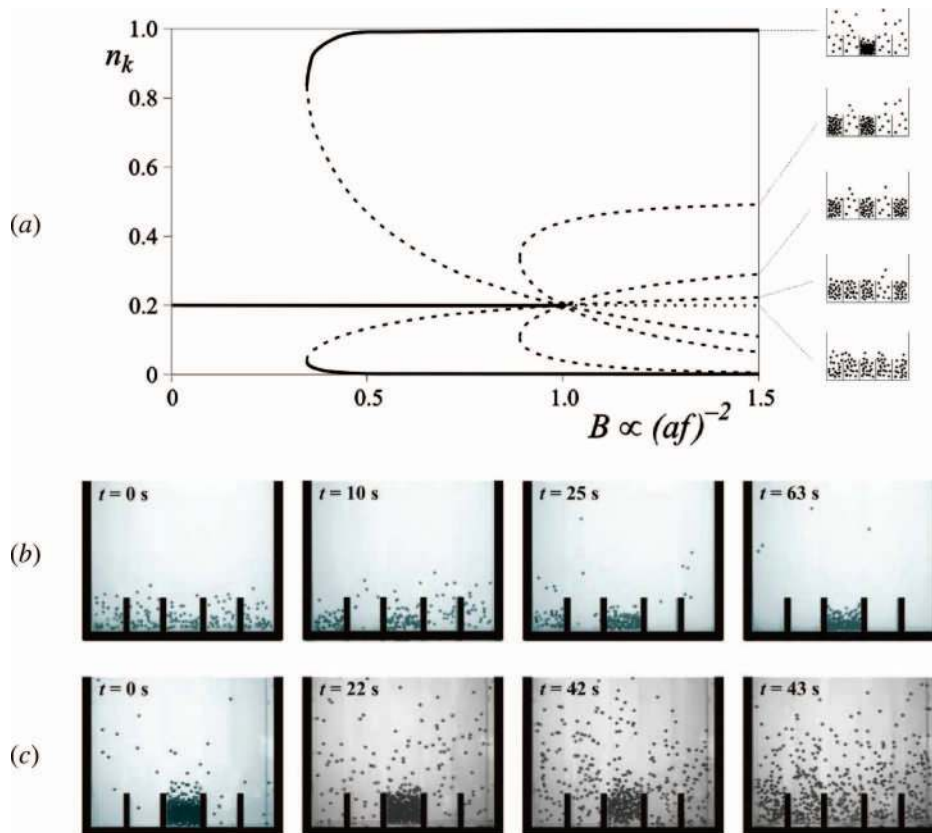 (a)
n_k
1.0
0.8
0.6
0.4
0.2
0
0 0.5 1.0 1.5
B ∝ (af)⁻²
(b)
t = 0 s t = 10 s t = 25 s t = 63 s
(c)
t = 0 s t = 22 s t = 42 s t = 43 s